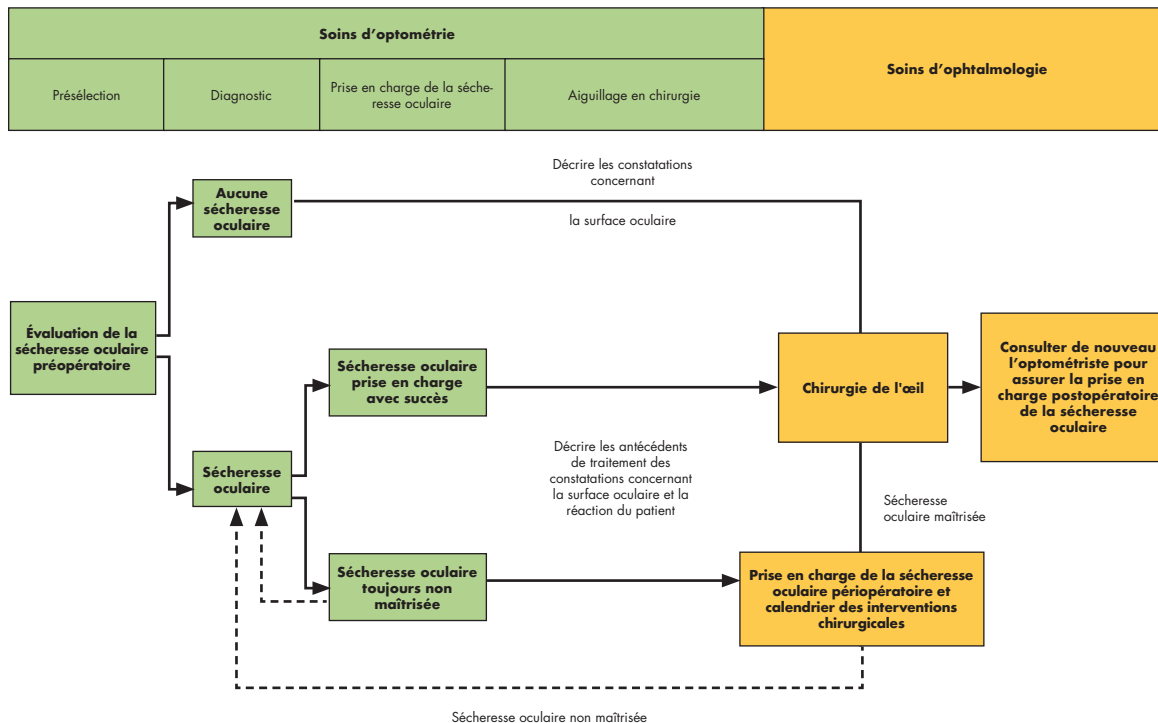 Soins d'optométrie
Soins d'ophtalmologie
Présélection
Diagnostic
Prise en charge de la séche-
resse oculaire
Aiguillage en chirurgie
Décrire les constatations
concernant
la surface oculaire
Aucune
sécheresse
oculaire
Évaluation de la
sécheresse oculaire
préopératoire
Sécheresse oculaire
prise en charge
avec succès
Chirurgie de l'œil
Consulter de nouveau
l'optométriste pour
assurer la prise en
charge postopératoire
de la sécheresse
oculaire
Sécheresse
oculaire
Décrire les antécédents
de traitement des
constatations concernant
la surface oculaire et la
réaction du patient
Sécheresse
oculaire maîtrisée
Sécheresse oculaire
toujours non
maîtrisée
Prise en charge de la sécheresse
oculaire périopératoire et
calendrier des interventions
chirurgicales
Sécheresse oculaire non maîtrisée